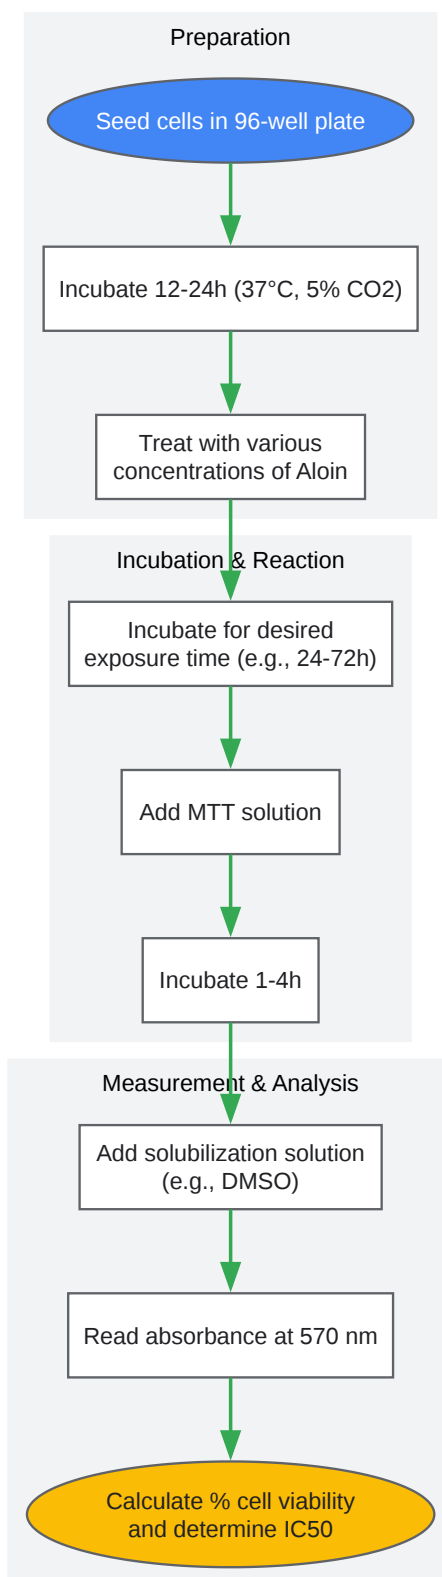 Preparation
Seed cells in 96-well plate
Incubate 12-24h (37°C, 5% CO2)
Treat with various
concentrations of Aloin
Incubation & Reaction
Incubate for desired
exposure time (e.g., 24-72h)
Add MTT solution
Incubate 1-4h
Measurement & Analysis
Add solubilization solution
(e.g., DMSO)
Read absorbance at 570 nm
Calculate % cell viability
and determine IC50